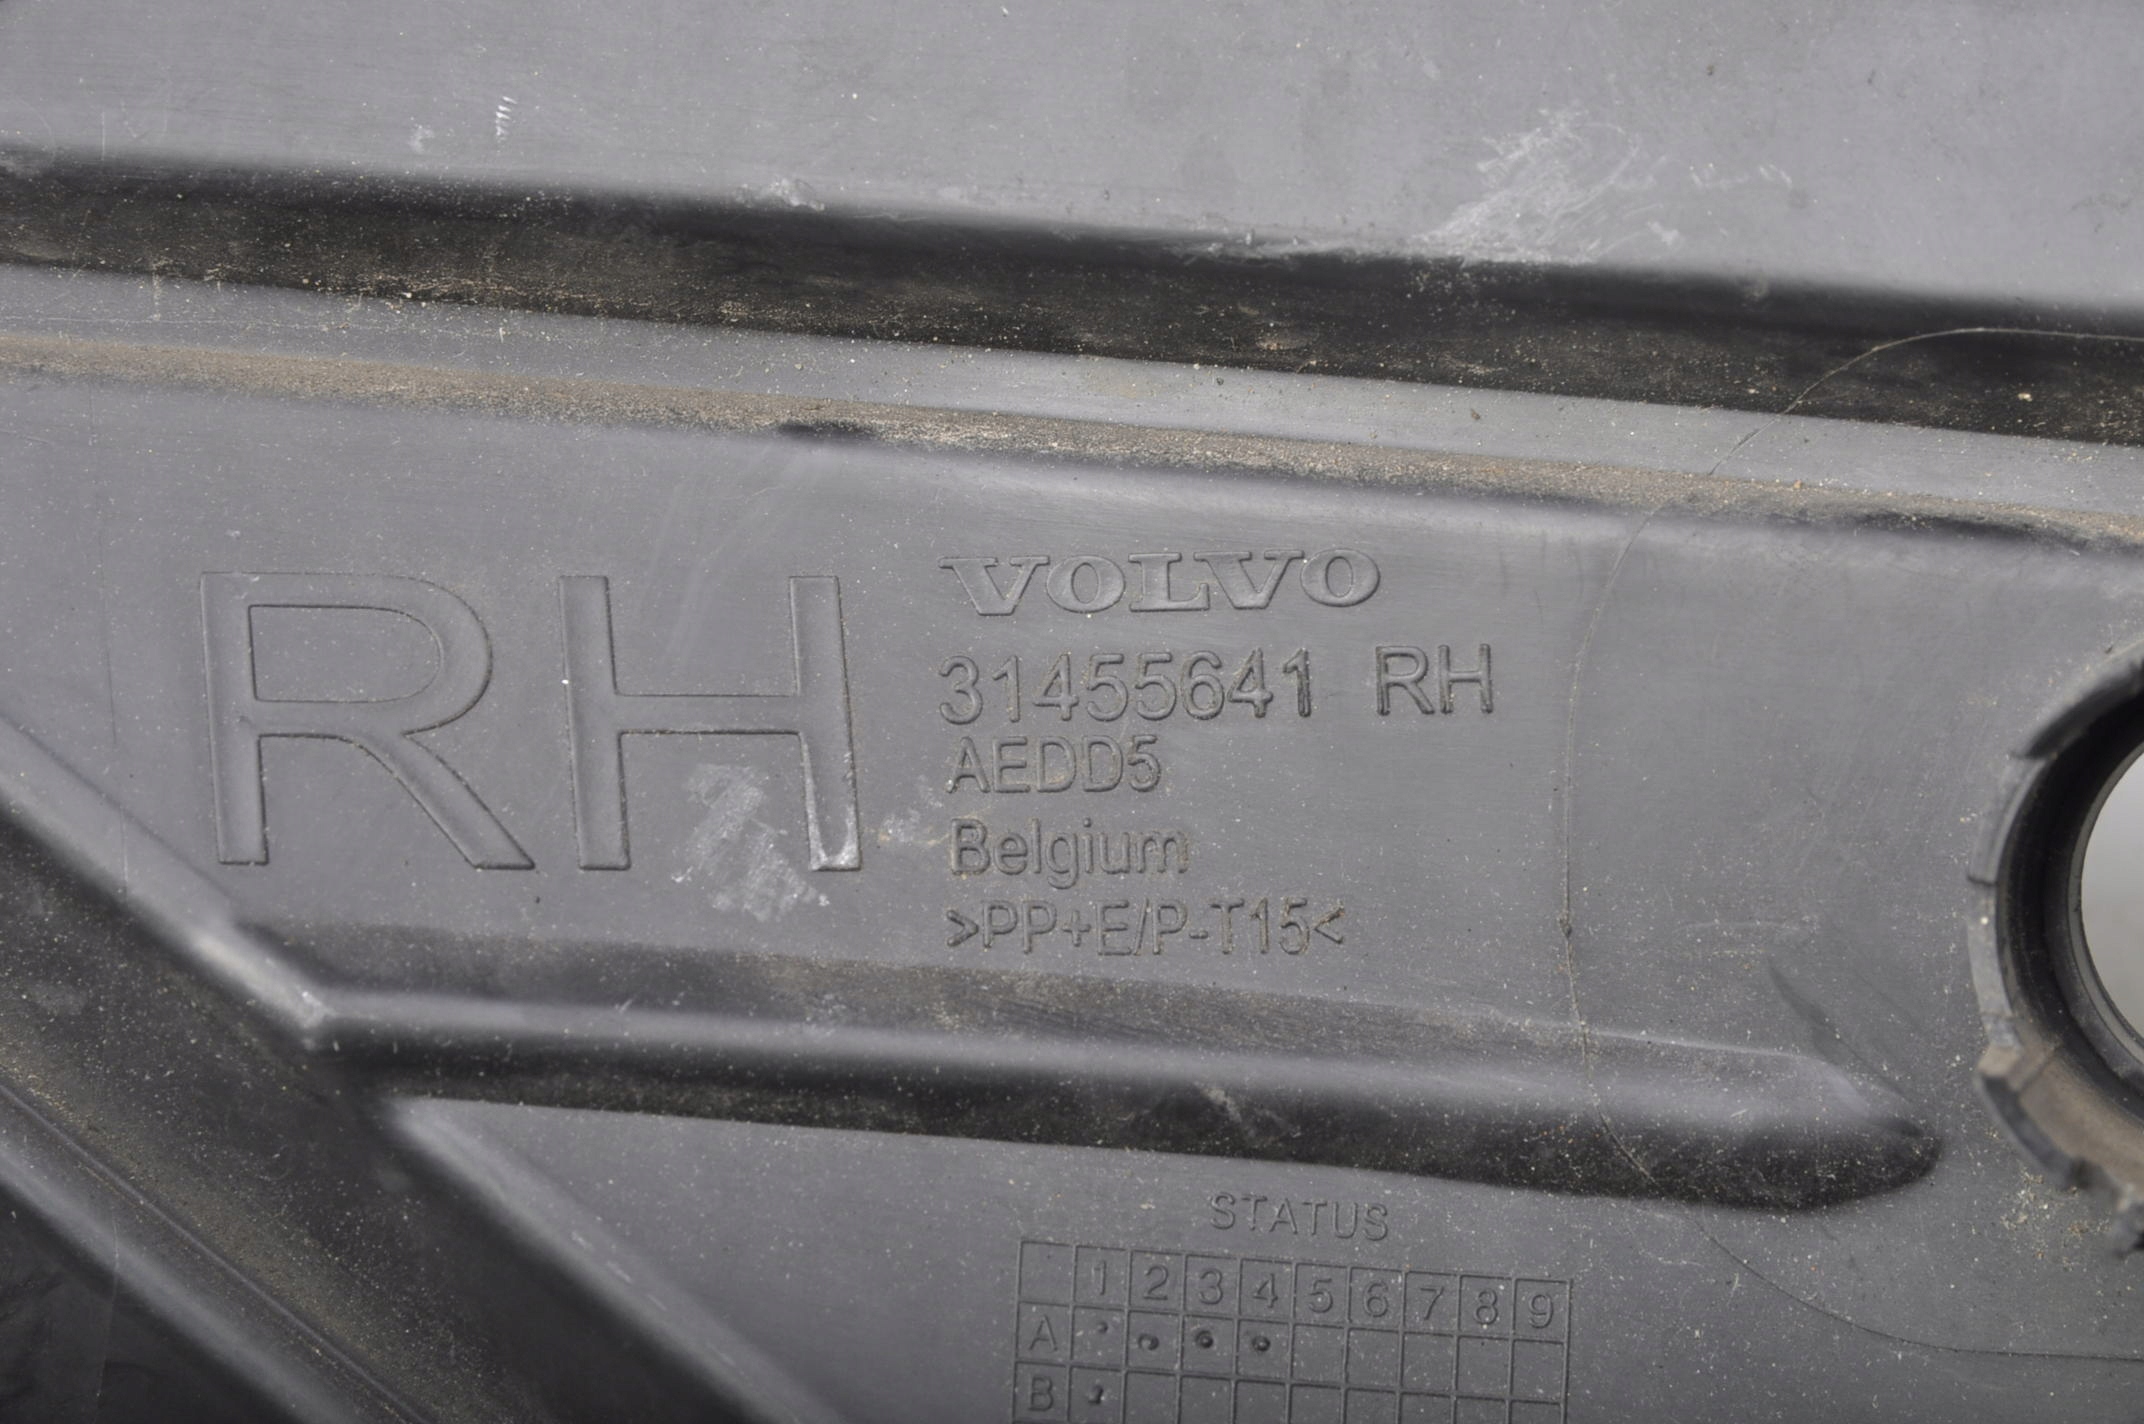 RH
VOLVO
31455641 RH
AEDD5
Belgium
>PP+E/P-T15<
STATUS
1 2 3 4 5 6 7 8 9
A
B